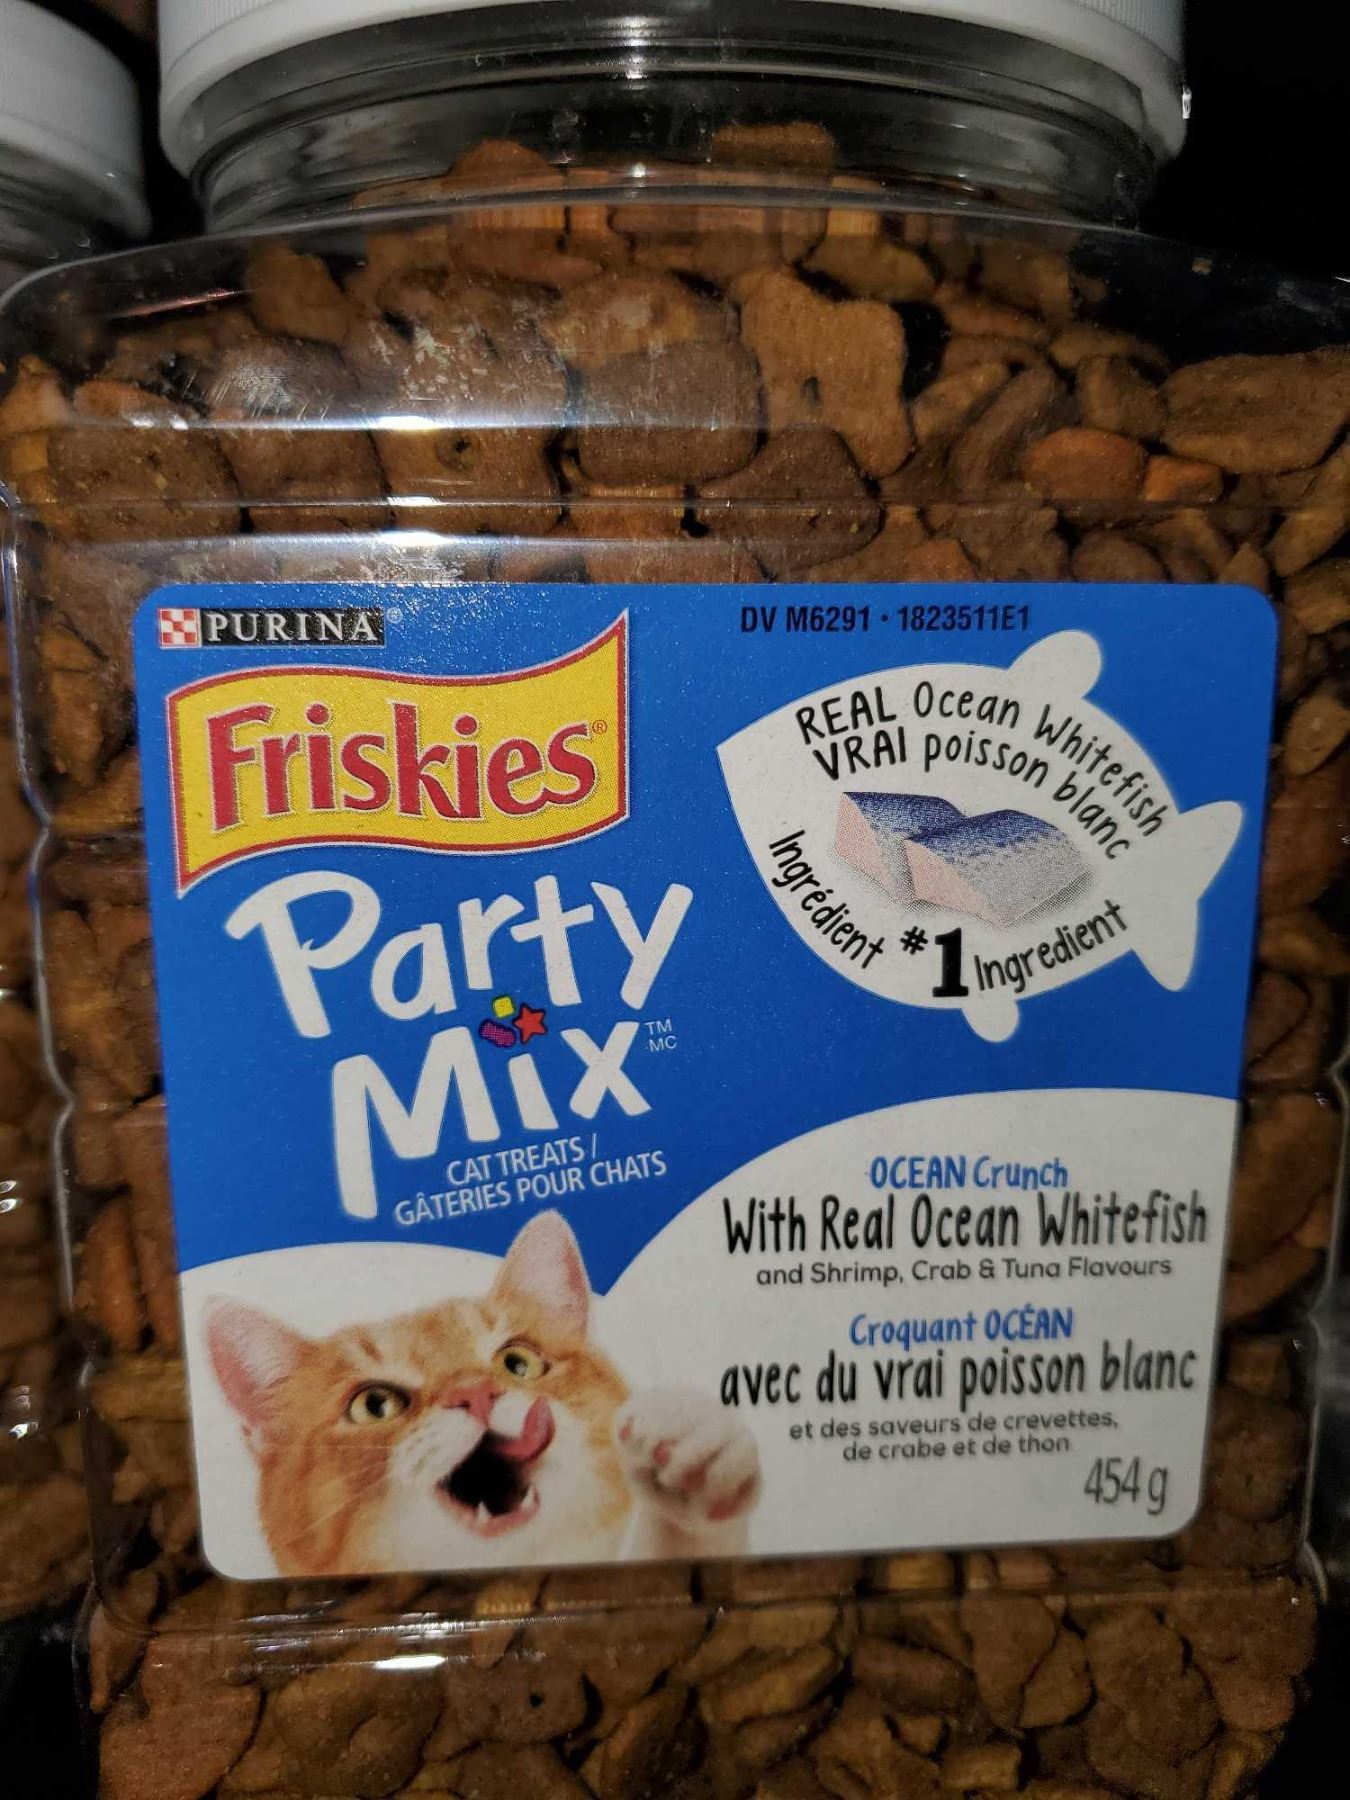 PURINA®
Friskies®
Party
Mix TM MC
CAT TREATS /
GÂTERIES POUR CHATS
DV M6291 • 1823511E1
REAL Ocean Whitefish
VRAI poisson blanc
Ingrédient #1 Ingredient
OCEAN Crunch
With Real Ocean Whitefish
and Shrimp, Crab & Tuna Flavours
Croquant OCÉAN
avec du vrai poisson blanc
et des saveurs de crevettes,
de crabe et de thon
454 g